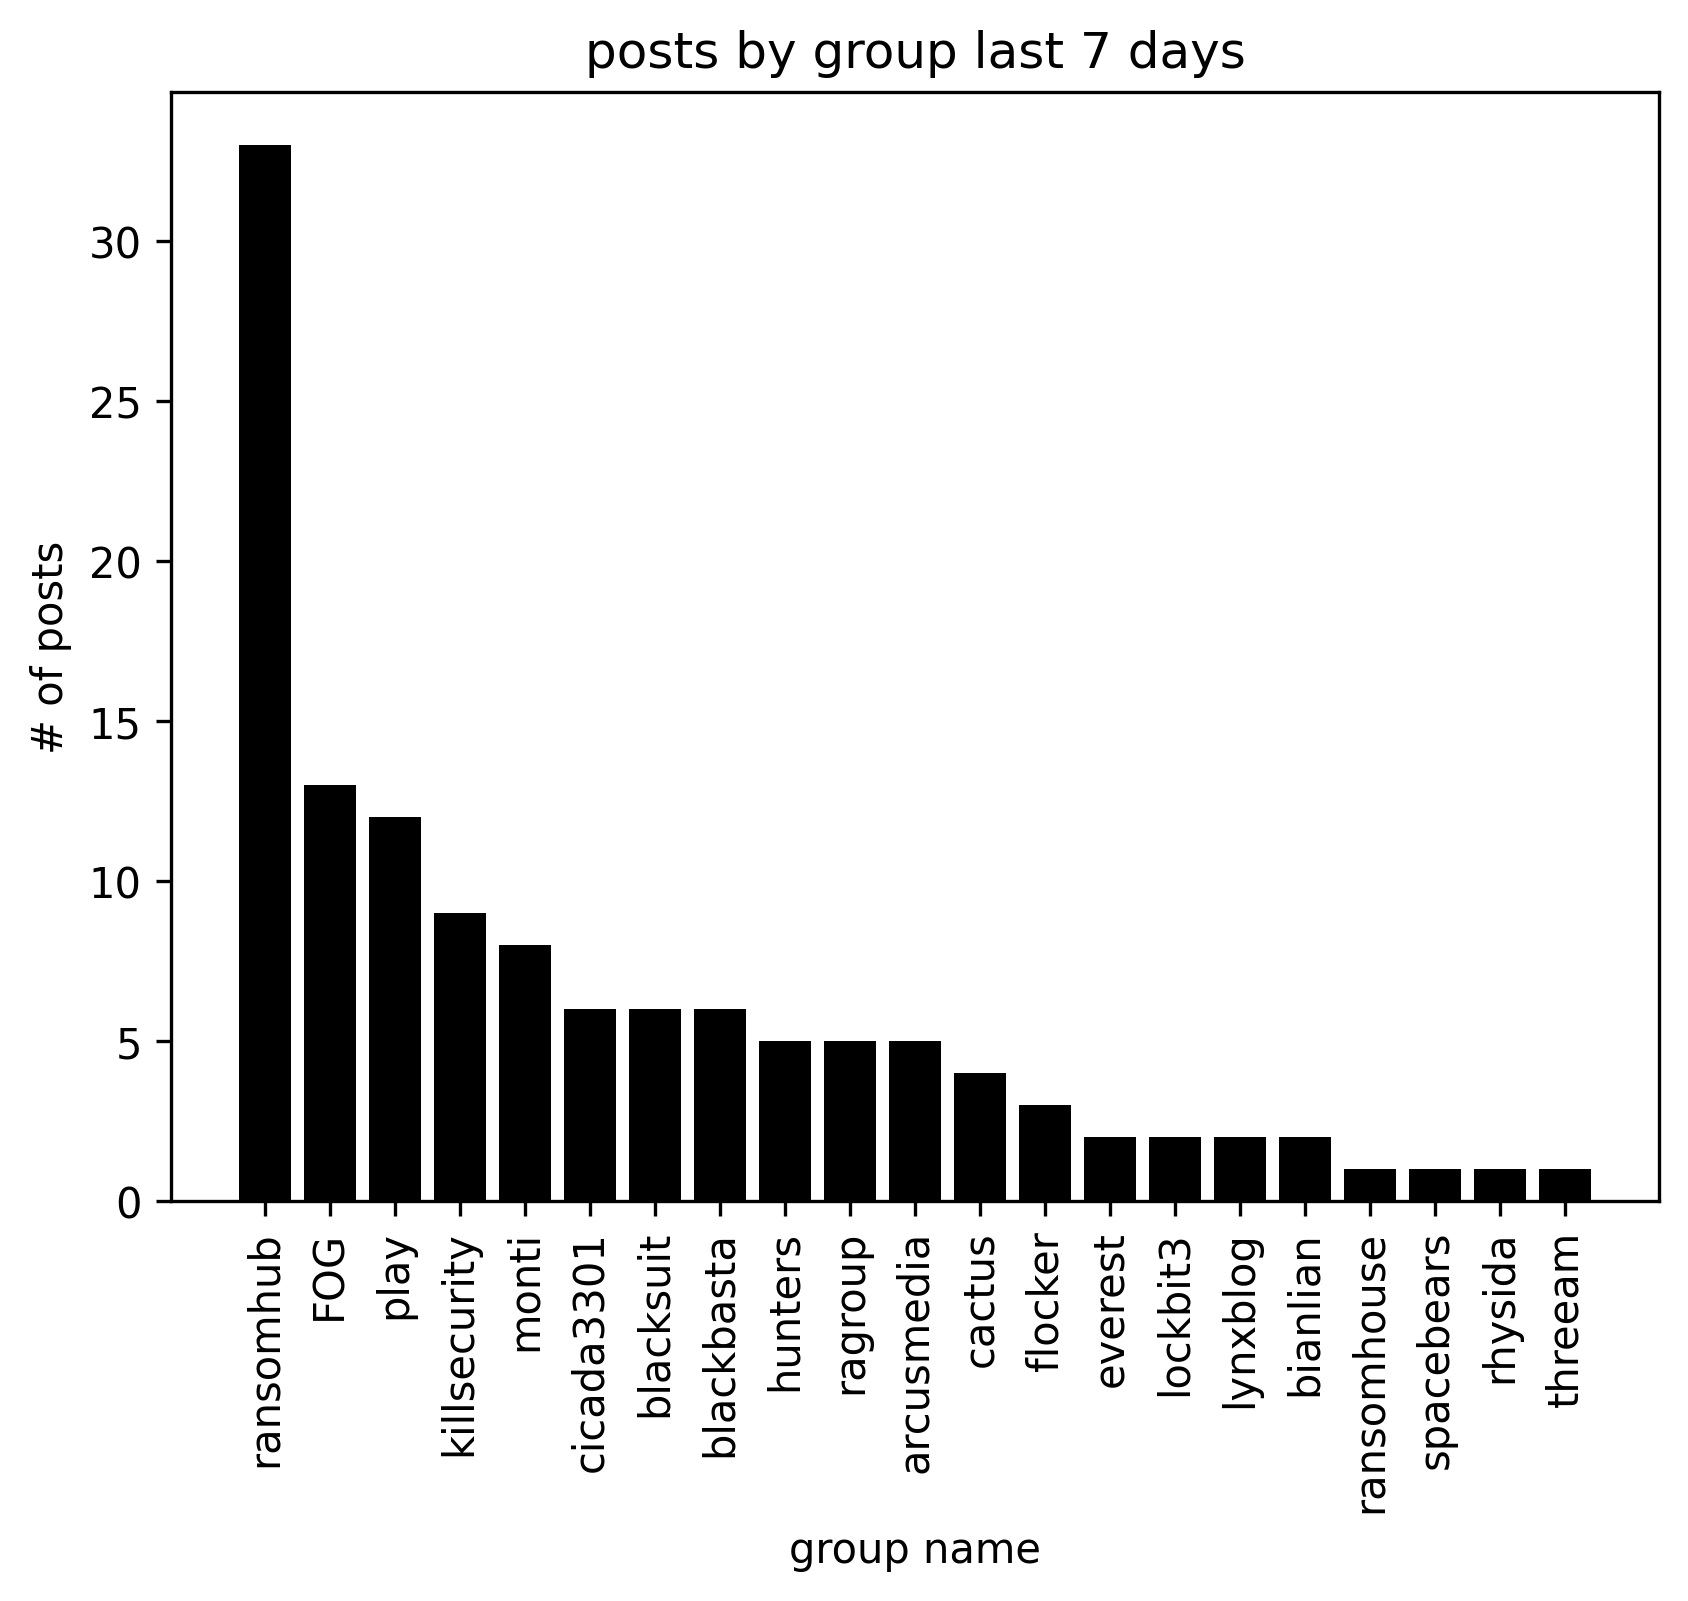 posts by group last 7 days
# of posts
30
25
20
15
10
5
0
ransomhub
FOG
play
killsecurity
monti
cicada3301
blacksuit
blackbasta
hunters
ragroup
arcusmedia
cactus
flocker
everest
lockbit3
lynxblog
bianlian
ransomhouse
spacebears
rhysida
threeam
group name